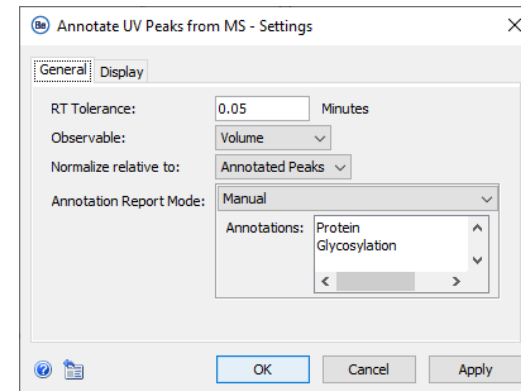 Be Annotate UV Peaks from MS - Settings
General Display
RT Tolerance: 0.05 Minutes
Observable: Volume
Normalize relative to: Annotated Peaks
Annotation Report Mode: Manual
Annotations: Protein
Glycosylation
OK Cancel Apply